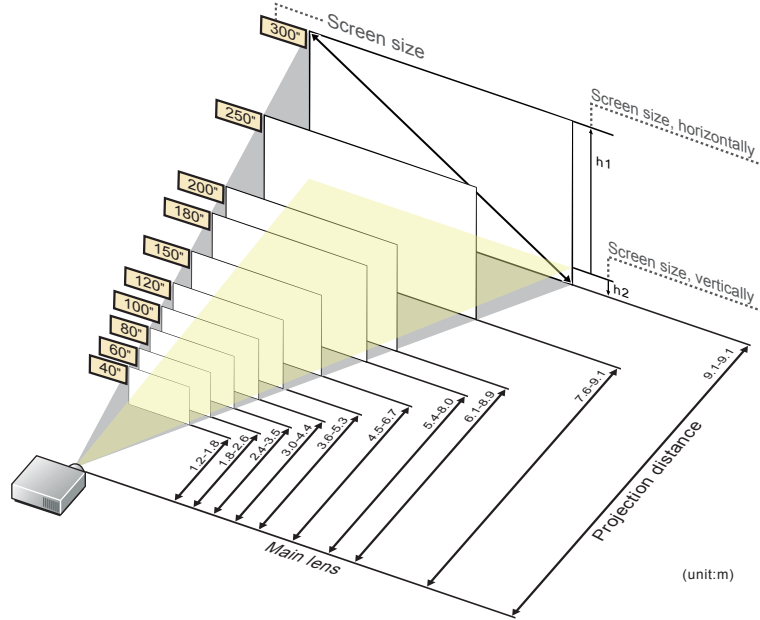 Screen size
300"
250"
200"
180"
150"
120"
100"
80"
60"
40"
Screen size, horizontally
h1
Screen size, vertically
h2
1.2-1.8
1.8-2.6
2.4-3.5
3.0-4.4
3.6-5.3
4.5-6.7
5.4-8.0
6.1-8.9
7.6-9.1
9.1-9.1
Projection distance
Main lens
(unit:m)